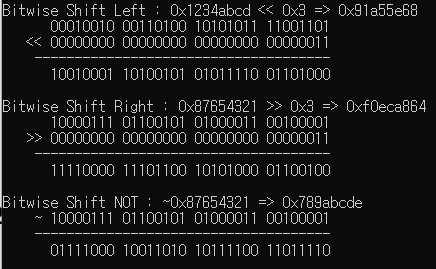 Bitwise Shift Left : 0x1234abcd << 0x3 => 0x91a55e68
00010010 00110100 10101011 11001101
<< 00000000 00000000 00000000 00000011
-----------------------------------
10010001 10100101 01011110 01101000
Bitwise Shift Right : 0x87654321 >> 0x3 => 0xf0eca864
10000111 01100101 01000011 00100001
>> 00000000 00000000 00000000 00000011
-----------------------------------
11110000 11101100 10101000 01100100
Bitwise Shift NOT : ~0x87654321 => 0x789abcde
~ 10000111 01100101 01000011 00100001
-----------------------------------
01111000 10011010 10111100 11011110